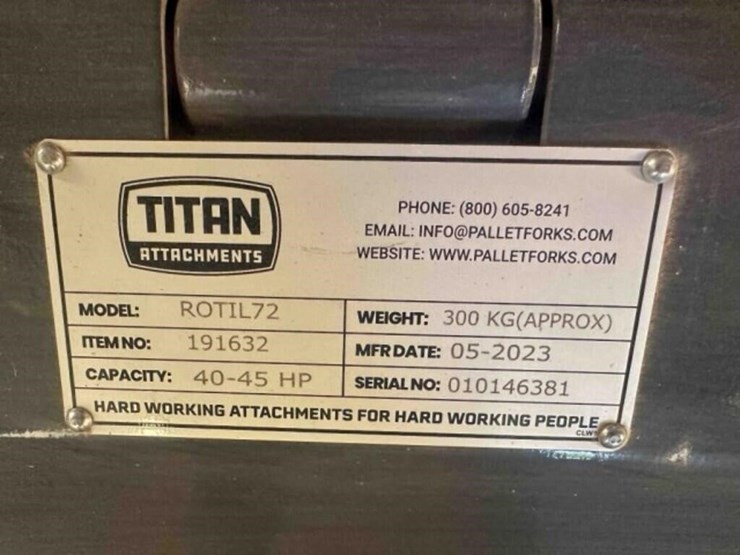 TITAN
ATTACHMENTS
PHONE: (800) 605-8241
EMAIL: INFO@PALLETFORKS.COM
WEBSITE: WWW.PALLETFORKS.COM
MODEL: ROTIL72
WEIGHT: 300 KG(APPROX)
ITEM NO: 191632
MFR DATE: 05-2023
CAPACITY: 40-45 HP
SERIAL NO: 010146381
HARD WORKING ATTACHMENTS FOR HARD WORKING PEOPLE